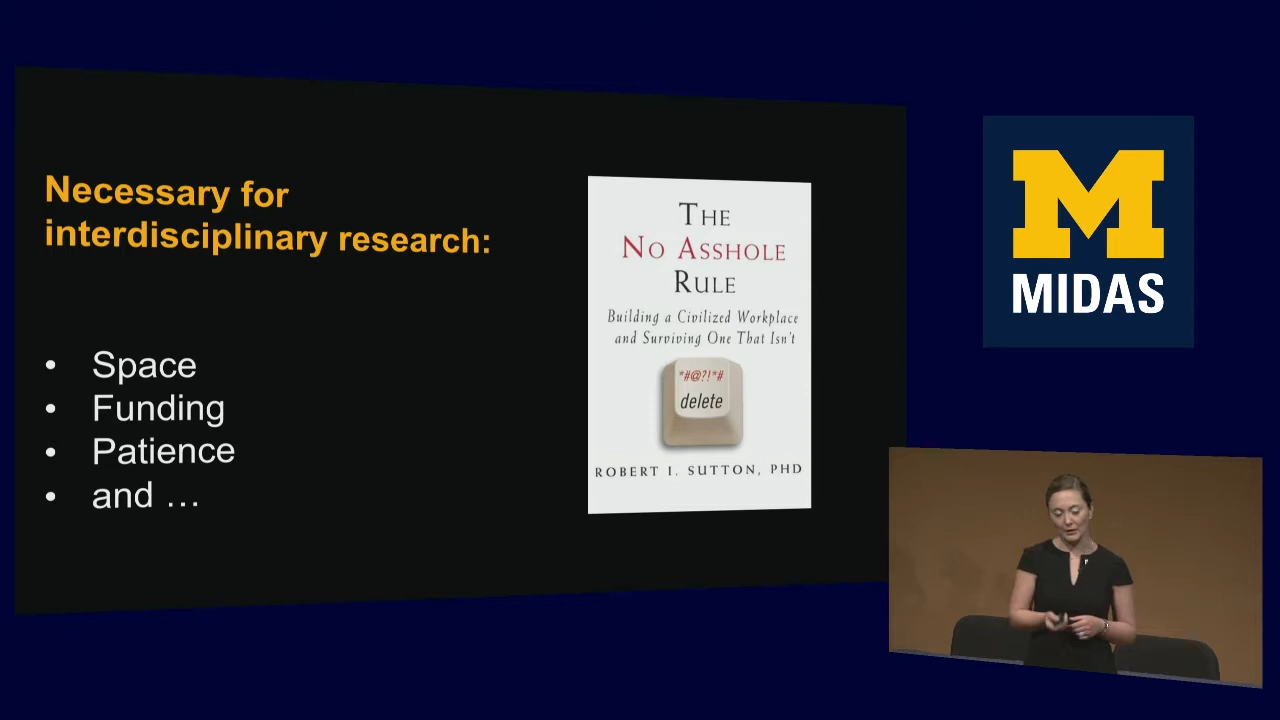 Necessary for
interdisciplinary research:
• Space
• Funding
• Patience
• and …
THE
NO ASSHOLE
RULE
Building a Civilized Workplace
and Surviving One That Isn't
*#@?!*#
delete
ROBERT I. SUTTON, PHD
M
MIDAS